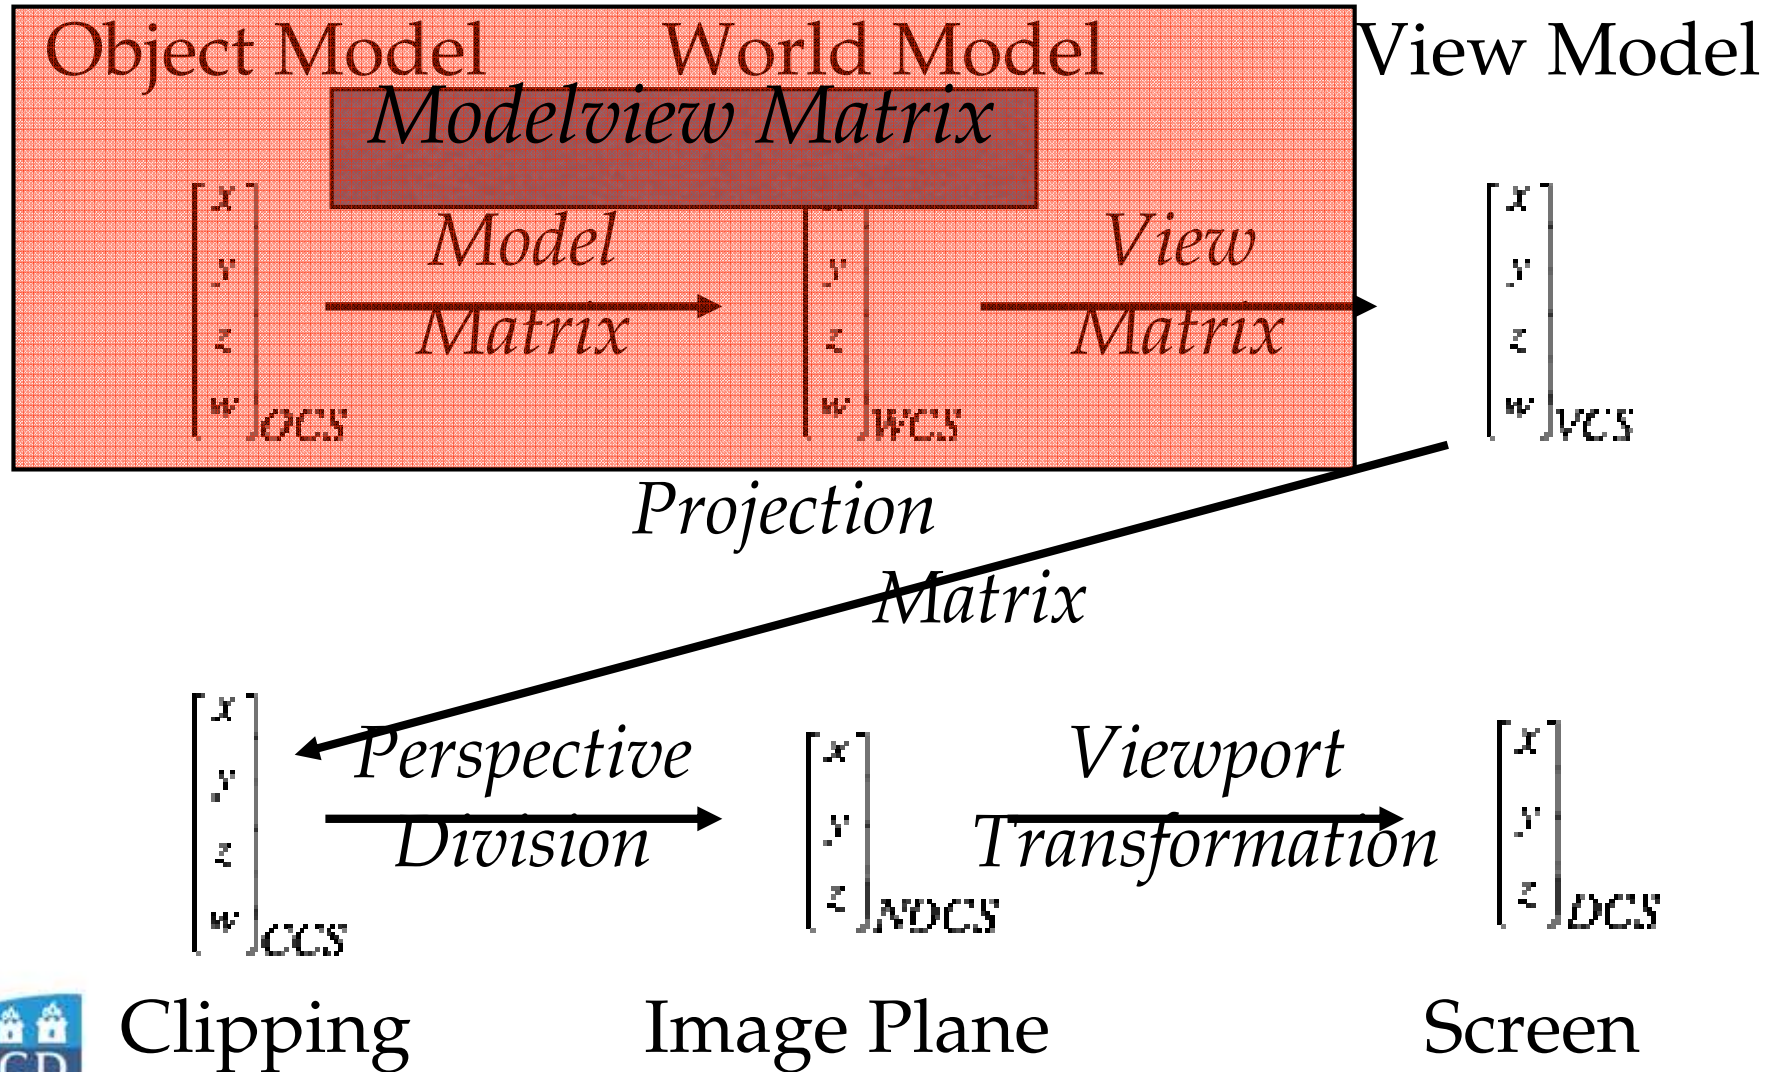 Object Model World Model View Model
Modelview Matrix
x x
y y y
z z z
w w w
OCS WCS VCS
Model
Matrix
View
Matrix
Projection
Matrix
x x x
y y y
z z z
w
CCS NDCS DCS
Perspective
Division
Viewport
Transformation
Clipping Image Plane Screen